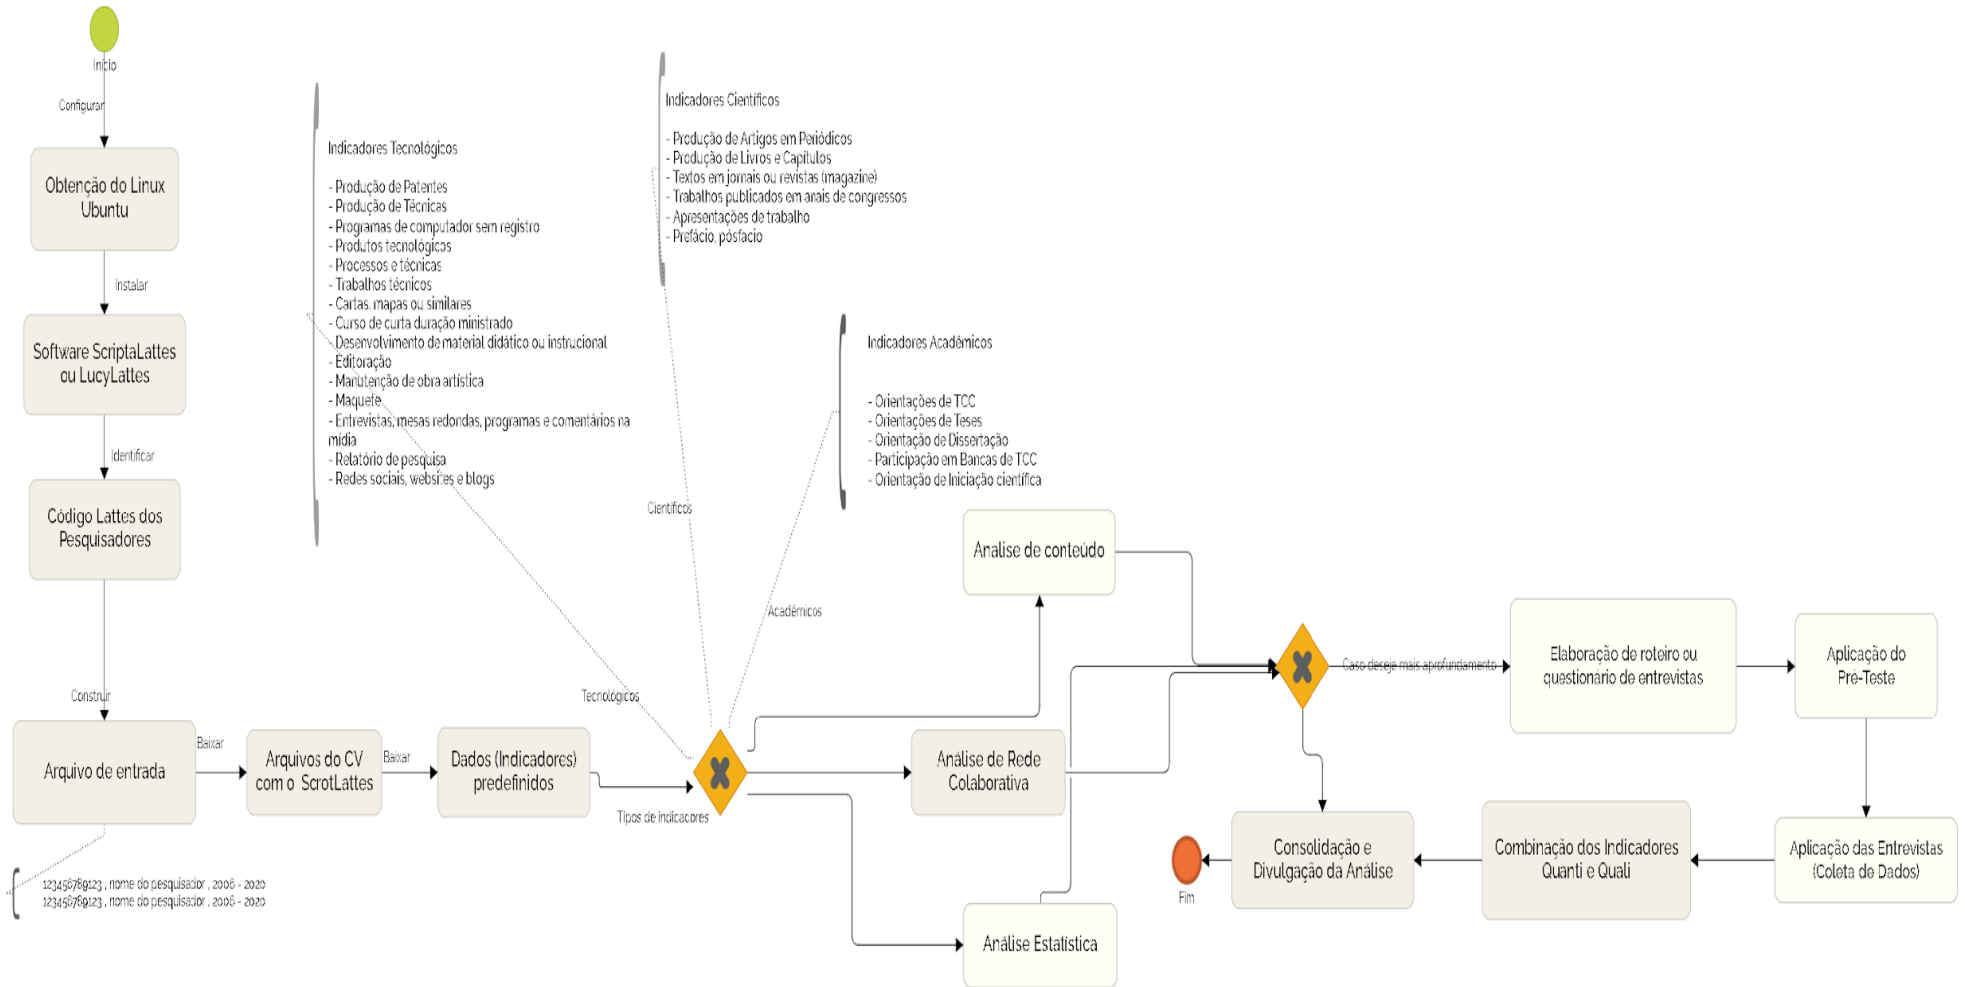 Início
Configurar
Obtenção do Linux
Ubuntu
Instalar
Software ScriptaLattes
ou LucyLattes
Identificar
Código Lattes dos
Pesquisadores
Construir
Arquivo de entrada
123456789123 , nome do pesquisador , 2006 - 2020
123456789123 , nome do pesquisador , 2006 - 2020
Baixar
Arquivos do CV
com o ScrotLattes
Baixar
Dados (Indicadores)
predefinidos
Tipos de indicadores
Tecnológicos
Indicadores Tecnológicos
- Produção de Patentes
- Produção de Técnicas
- Programas de computador sem registro
- Produtos tecnológicos
- Processos e técnicas
- Trabalhos técnicos
- Cartas, mapas ou similares
- Curso de curta duração ministrado
- Desenvolvimento de material didático ou instrucional
- Editoração
- Manutenção de obra artística
- Maquete
- Entrevistas, mesas redondas, programas e comentários na
mídia
- Relatório de pesquisa
- Redes sociais, websites e blogs
Científicos
Indicadores Científicos
- Produção de Artigos em Periódicos
- Produção de Livros e Capítulos
- Textos em jornais ou revistas (magazine)
- Trabalhos publicados em anais de congressos
- Apresentações de trabalho
- Prefácio, pósfacio
Acadêmicos
Indicadores Acadêmicos
- Orientações de TCC
- Orientações de Teses
- Orientação de Dissertação
- Participação em Bancas de TCC
- Orientação de Iniciação científica
Analise de conteúdo
Análise de Rede
Colaborativa
Análise Estatística
Caso deseje mais aprofundamento
Elaboração de roteiro ou
questionário de entrevistas
Aplicação do
Pré-Teste
Aplicação das Entrevistas
(Coleta de Dados)
Combinação dos Indicadores
Quanti e Quali
Consolidação e
Divulgação da Análise
Fim